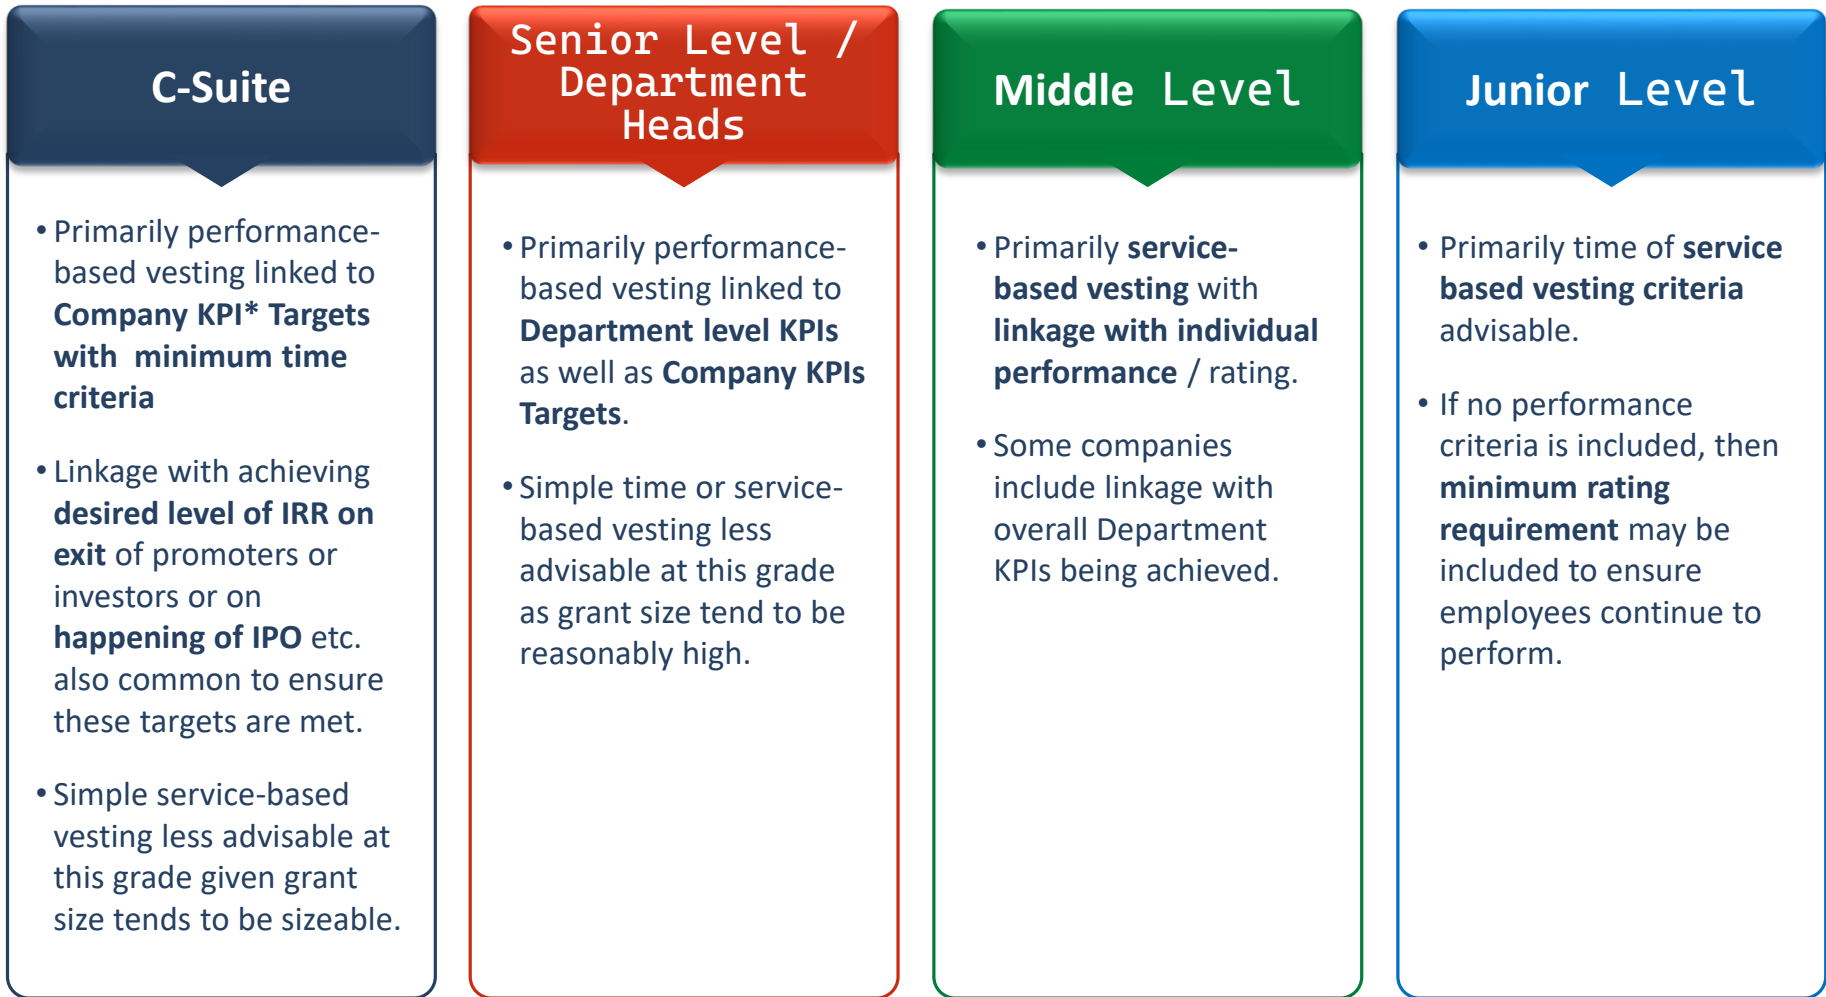 C-Suite
• Primarily performance-
based vesting linked to
Company KPI* Targets
with minimum time
criteria
• Linkage with achieving
desired level of IRR on
exit of promoters or
investors or on
happening of IPO etc.
also common to ensure
these targets are met.
• Simple service-based
vesting less advisable at
this grade given grant
size tends to be sizeable.
Senior Level /
Department
Heads
• Primarily performance-
based vesting linked to
Department level KPIs
as well as Company KPIs
Targets.
• Simple time or service-
based vesting less
advisable at this grade
as grant size tend to be
reasonably high.
Middle Level
• Primarily service-
based vesting with
linkage with individual
performance / rating.
• Some companies
include linkage with
overall Department
KPIs being achieved.
Junior Level
• Primarily time of service
based vesting criteria
advisable.
• If no performance
criteria is included, then
minimum rating
requirement may be
included to ensure
employees continue to
perform.